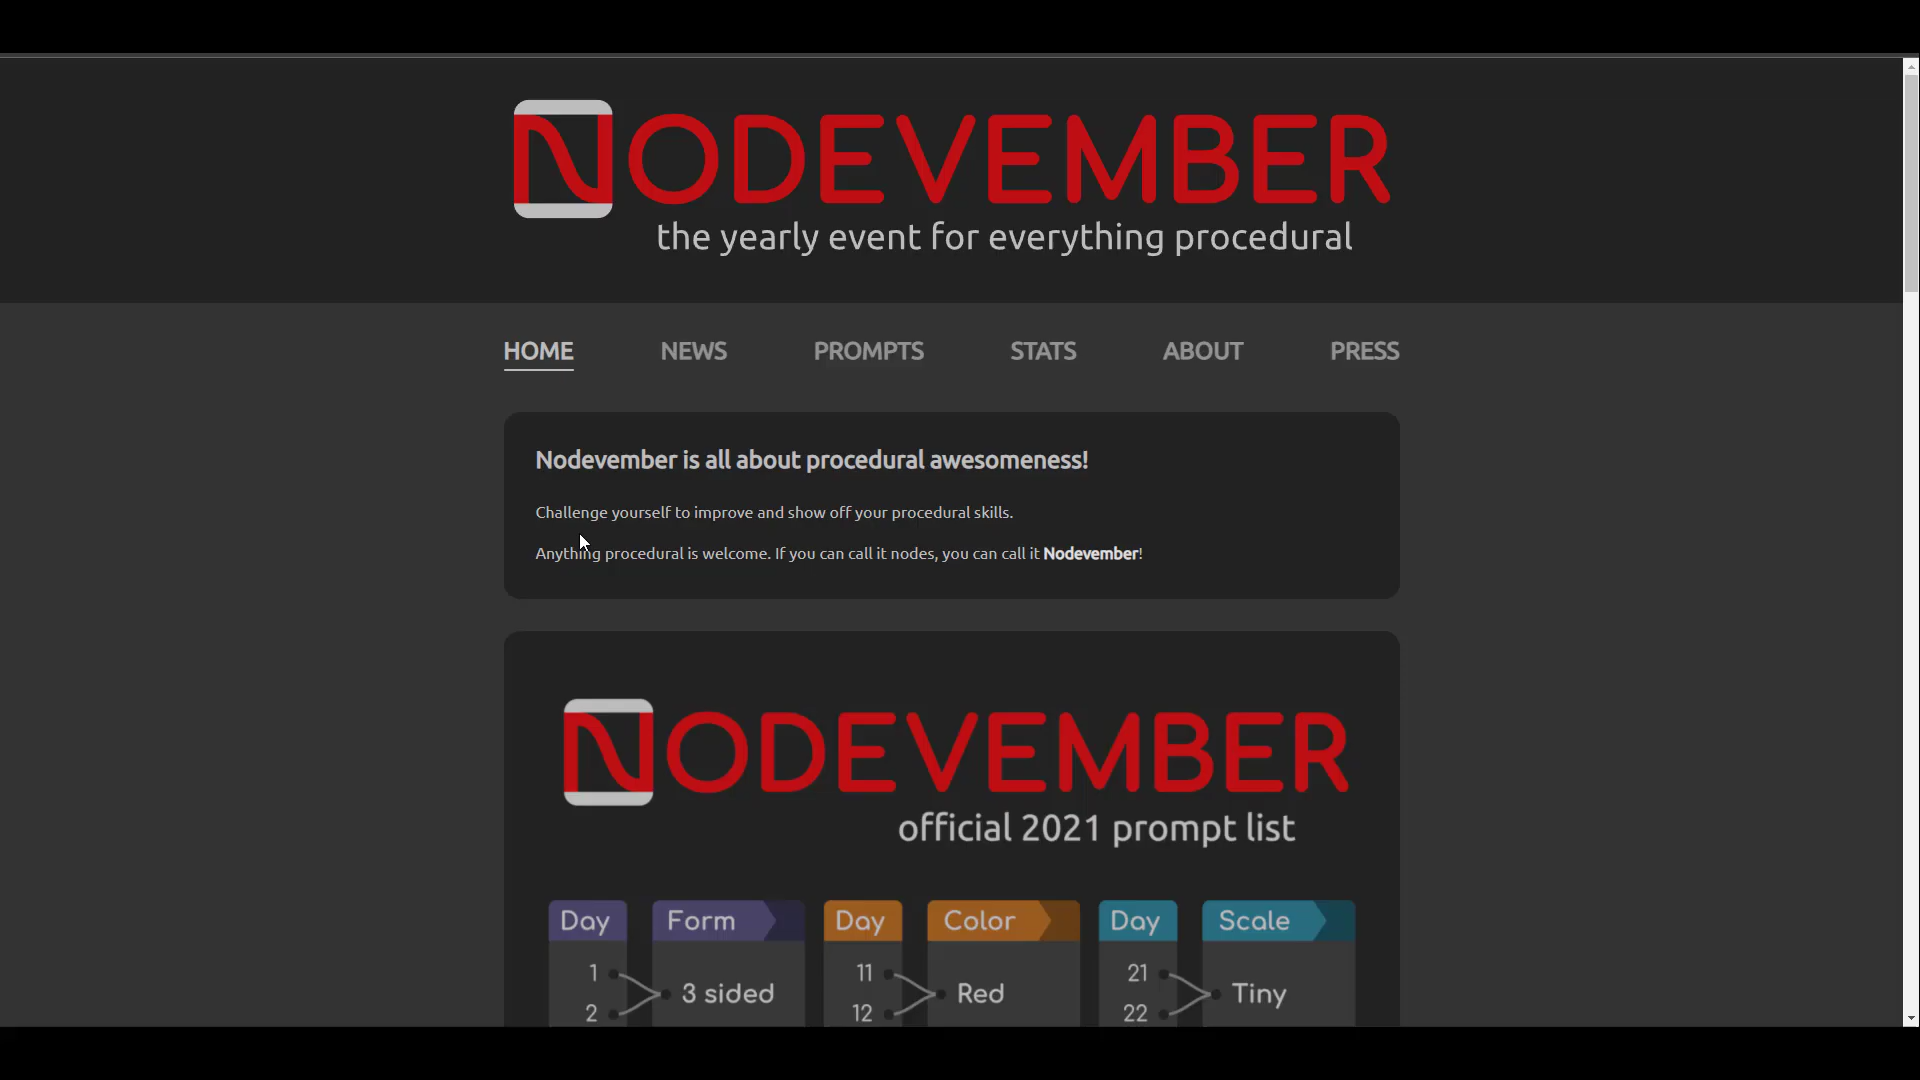 NODEVEMBER
the yearly event for everything procedural
HOME NEWS PROMPTS STATS ABOUT PRESS
Nodevember is all about procedural awesomeness!
Challenge yourself to improve and show off your procedural skills.
Anything procedural is welcome. If you can call it nodes, you can call it Nodevember!
NODEVEMBER
official 2021 prompt list
Day Form Day Color Day Scale
1 11 21
3 sided Red Tiny
2 12 22